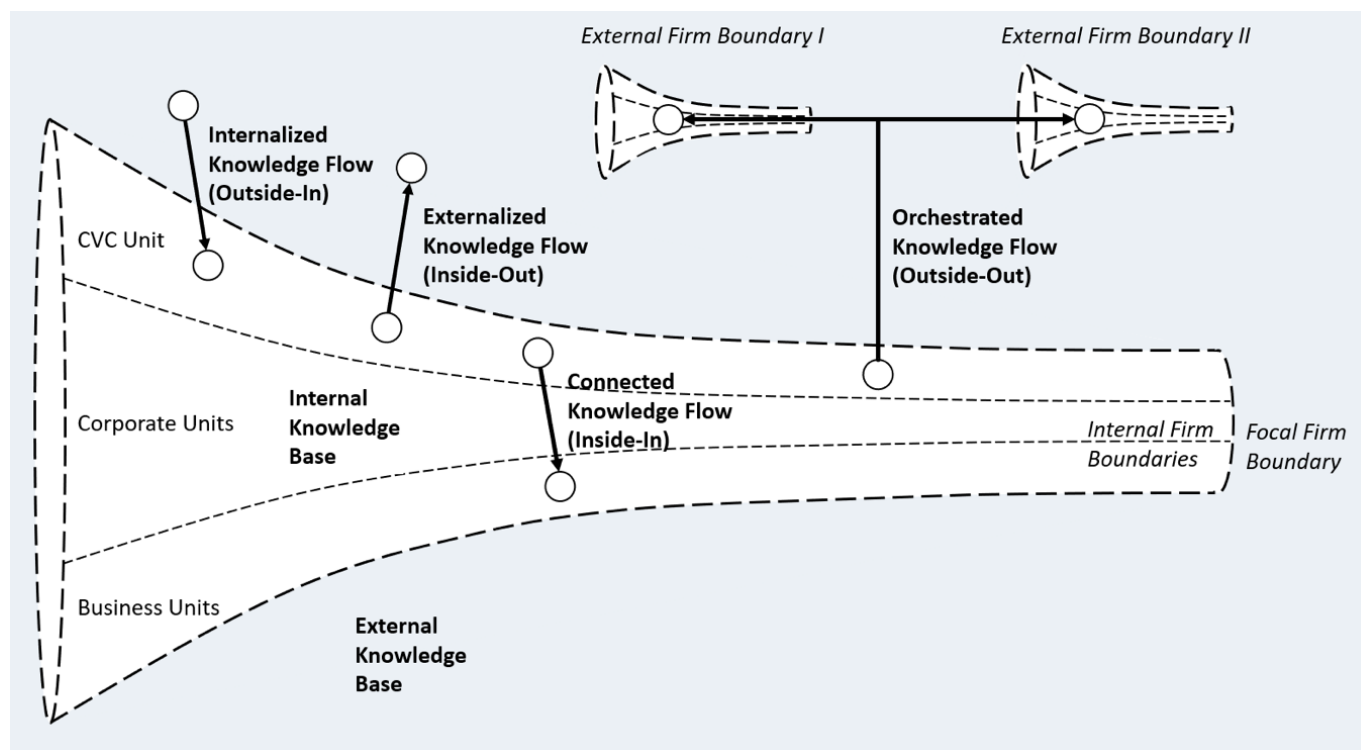 External Firm Boundary I
External Firm Boundary II
Internalized
Knowledge Flow
(Outside-In)
Externalized
Knowledge Flow
(Inside-Out)
Orchestrated
Knowledge Flow
(Outside-Out)
CVC Unit
Connected
Knowledge Flow
(Inside-In)
Internal
Knowledge
Base
Corporate Units
Internal Firm
Boundaries
Focal Firm
Boundary
Business Units
External
Knowledge
Base